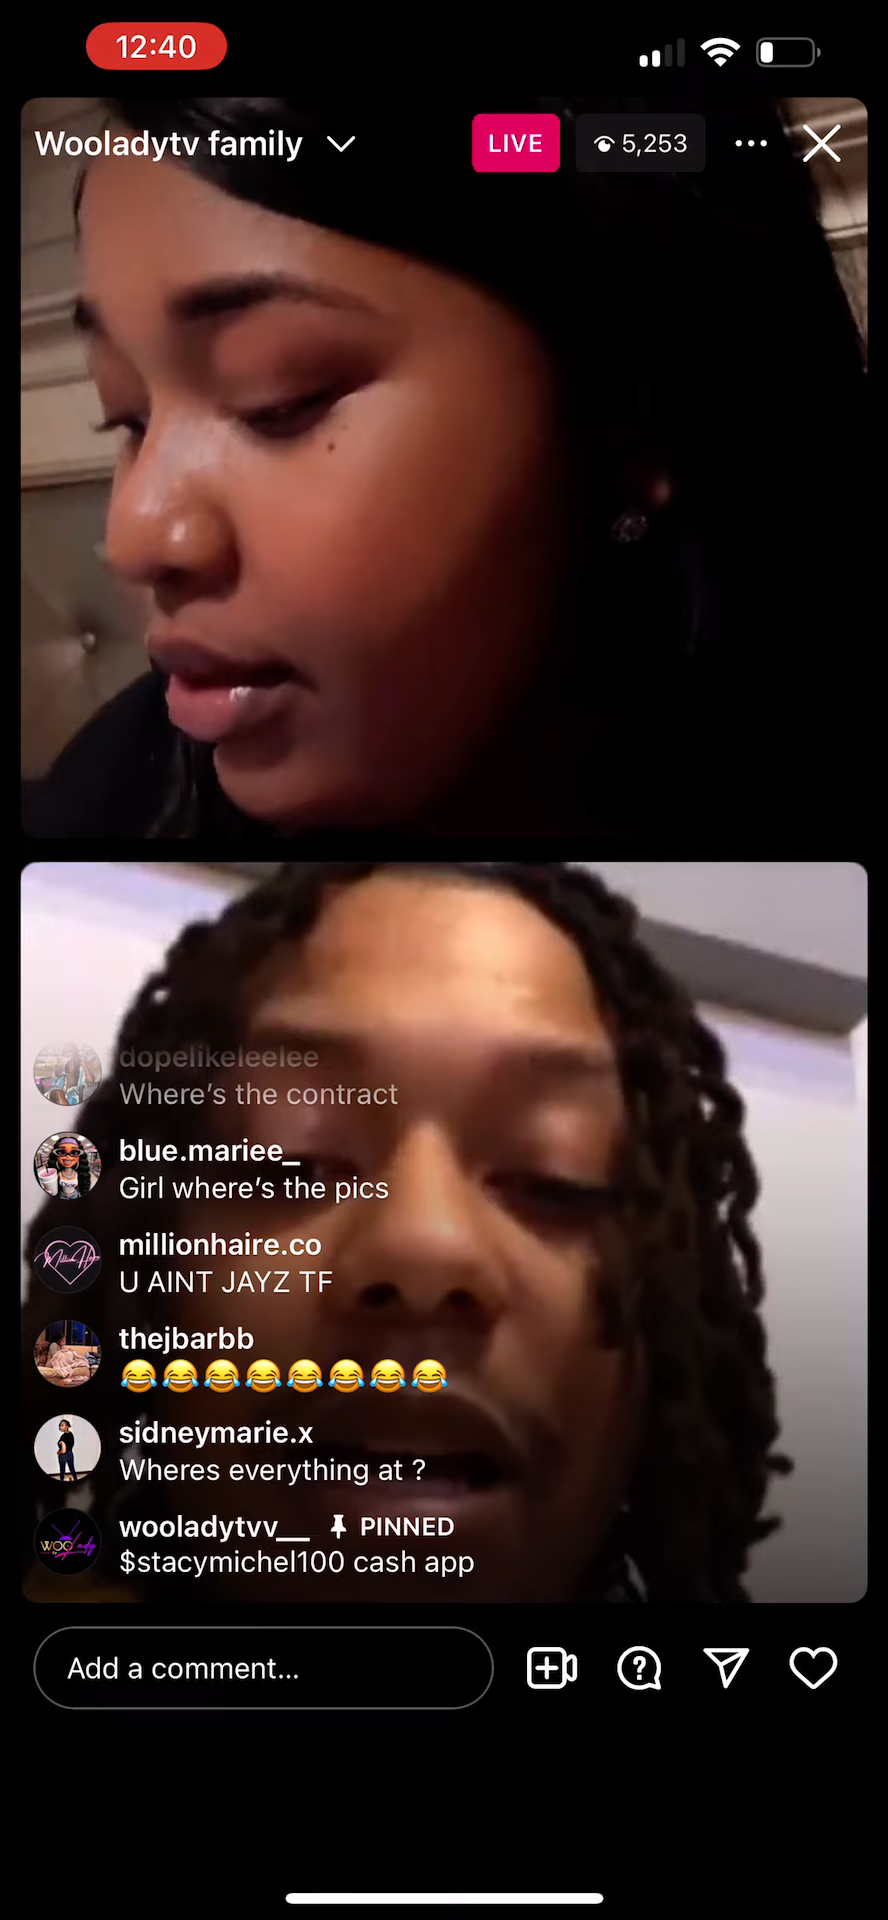 12:40
Wooladytv family
LIVE
5,253
dopelikeleelee
Where's the contract
blue.mariee_
Girl where's the pics
millionhaire.co
U AINT JAYZ TF
thejbarbb
😂😂😂😂😂😂😂😂
sidneymarie.x
Wheres everything at ?
wooladytvv__ PINNED
$stacymichel100 cash app
Add a comment...